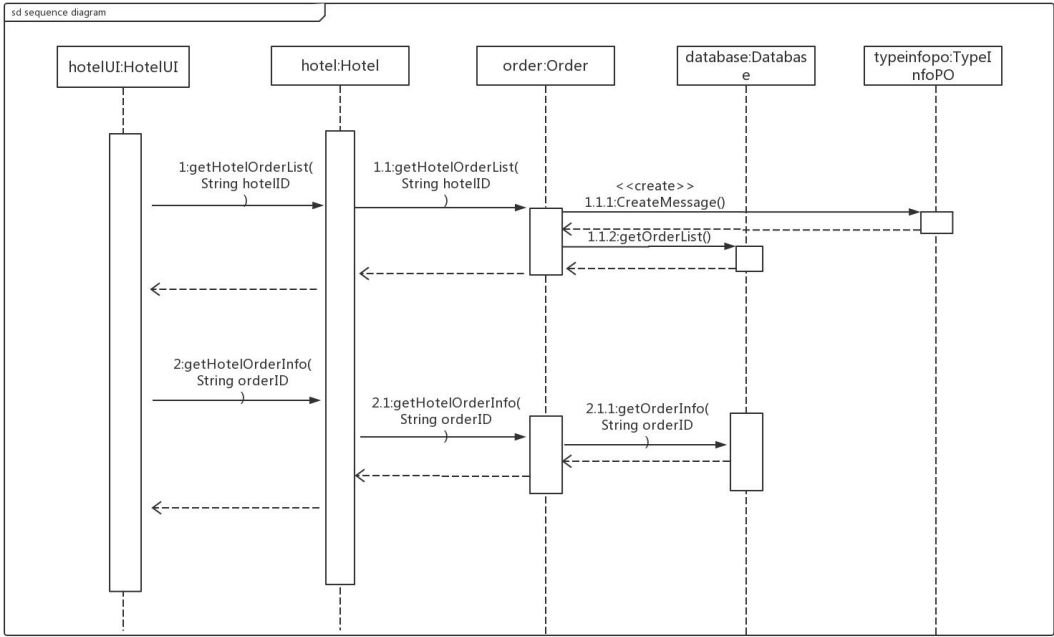 sd sequence diagram
hotelUI:HotelUI
hotel:Hotel
order:Order
database:Databas
e
typeinfopo:TypeI
nfoPO
1:getHotelOrderList(
String hotelID
)
1.1:getHotelOrderList(
String hotelID
)
<<create>>
1.1.1:CreateMessage()
1.1.2:getOrderList()
2:getHotelOrderInfo(
String orderID
)
2.1:getHotelOrderInfo(
String orderID
)
2.1.1:getOrderInfo(
String orderID
)